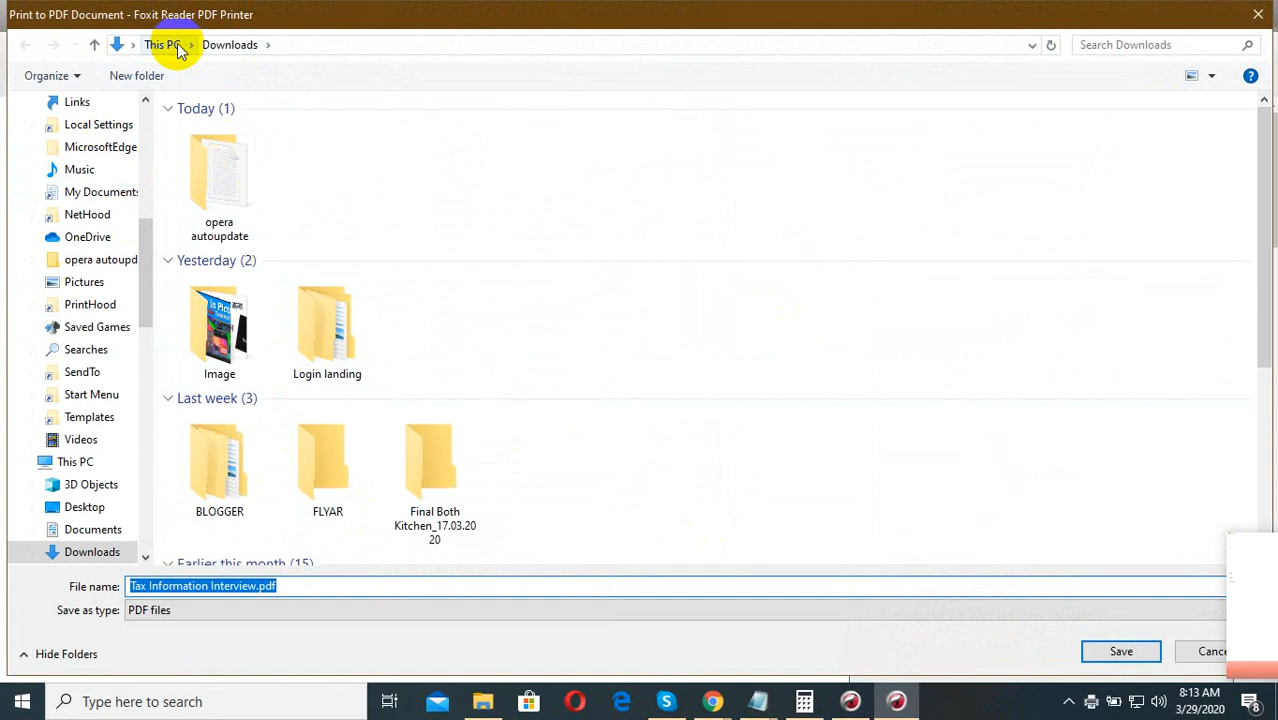 Print to PDF Document - Foxit Reader PDF Printer
This PC
Downloads
Search Downloads
Organize
New folder
Links
Local Settings
MicrosoftEdge
Music
My Documents
NetHood
OneDrive
opera autoupd
Pictures
PrintHood
Saved Games
Searches
SendTo
Start Menu
Templates
Videos
This PC
3D Objects
Desktop
Documents
Downloads
Today (1)
opera
autoupdate
Yesterday (2)
Image
Login landing
Last week (3)
BLOGGER
FLYAR
Final Both
Kitchen_17.03.20
20
Earlier this month (15)
File name:
Tax Information Interview.pdf
Save as type:
PDF files
Hide Folders
Save
Canc
Type here to search
8:13 AM
3/29/2020
8